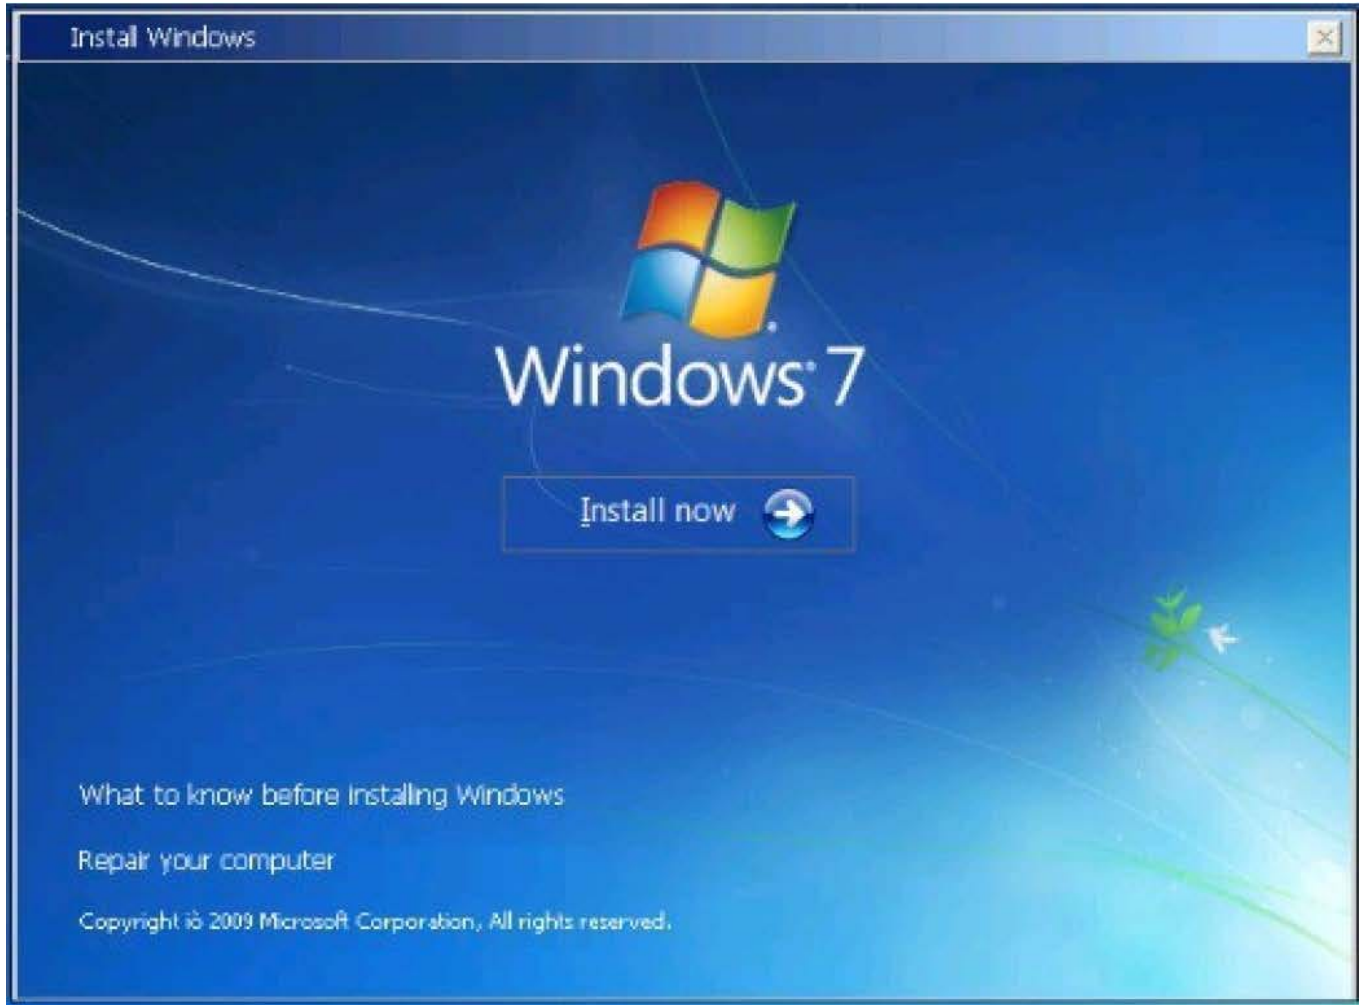 Install Windows
Windows® 7
Install now
What to know before installing Windows
Repair your computer
Copyright iò 2009 Microsoft Corporation, All rights reserved.